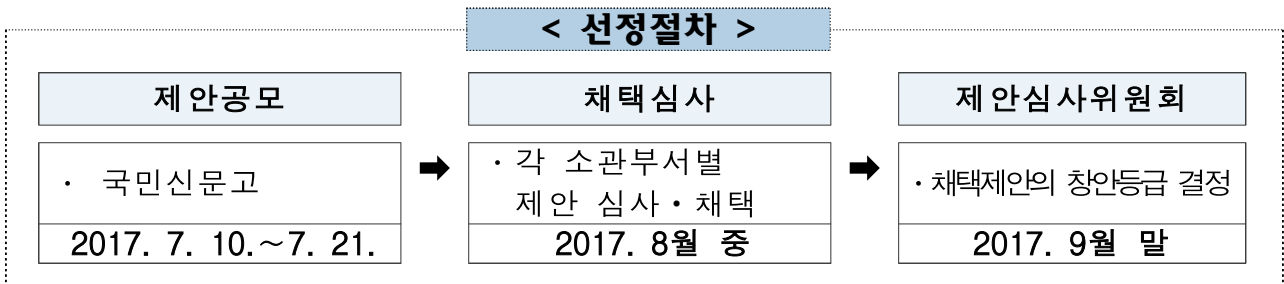 < 선정절차 >
제안공모
채택심사
제안심사위원회
· 국민신문고
➡
· 각 소관부서별
제안 심사·채택
➡
· 채택제안의 창안등급 결정
2017. 7. 10.~7. 21.
2017. 8월 중
2017. 9월 말